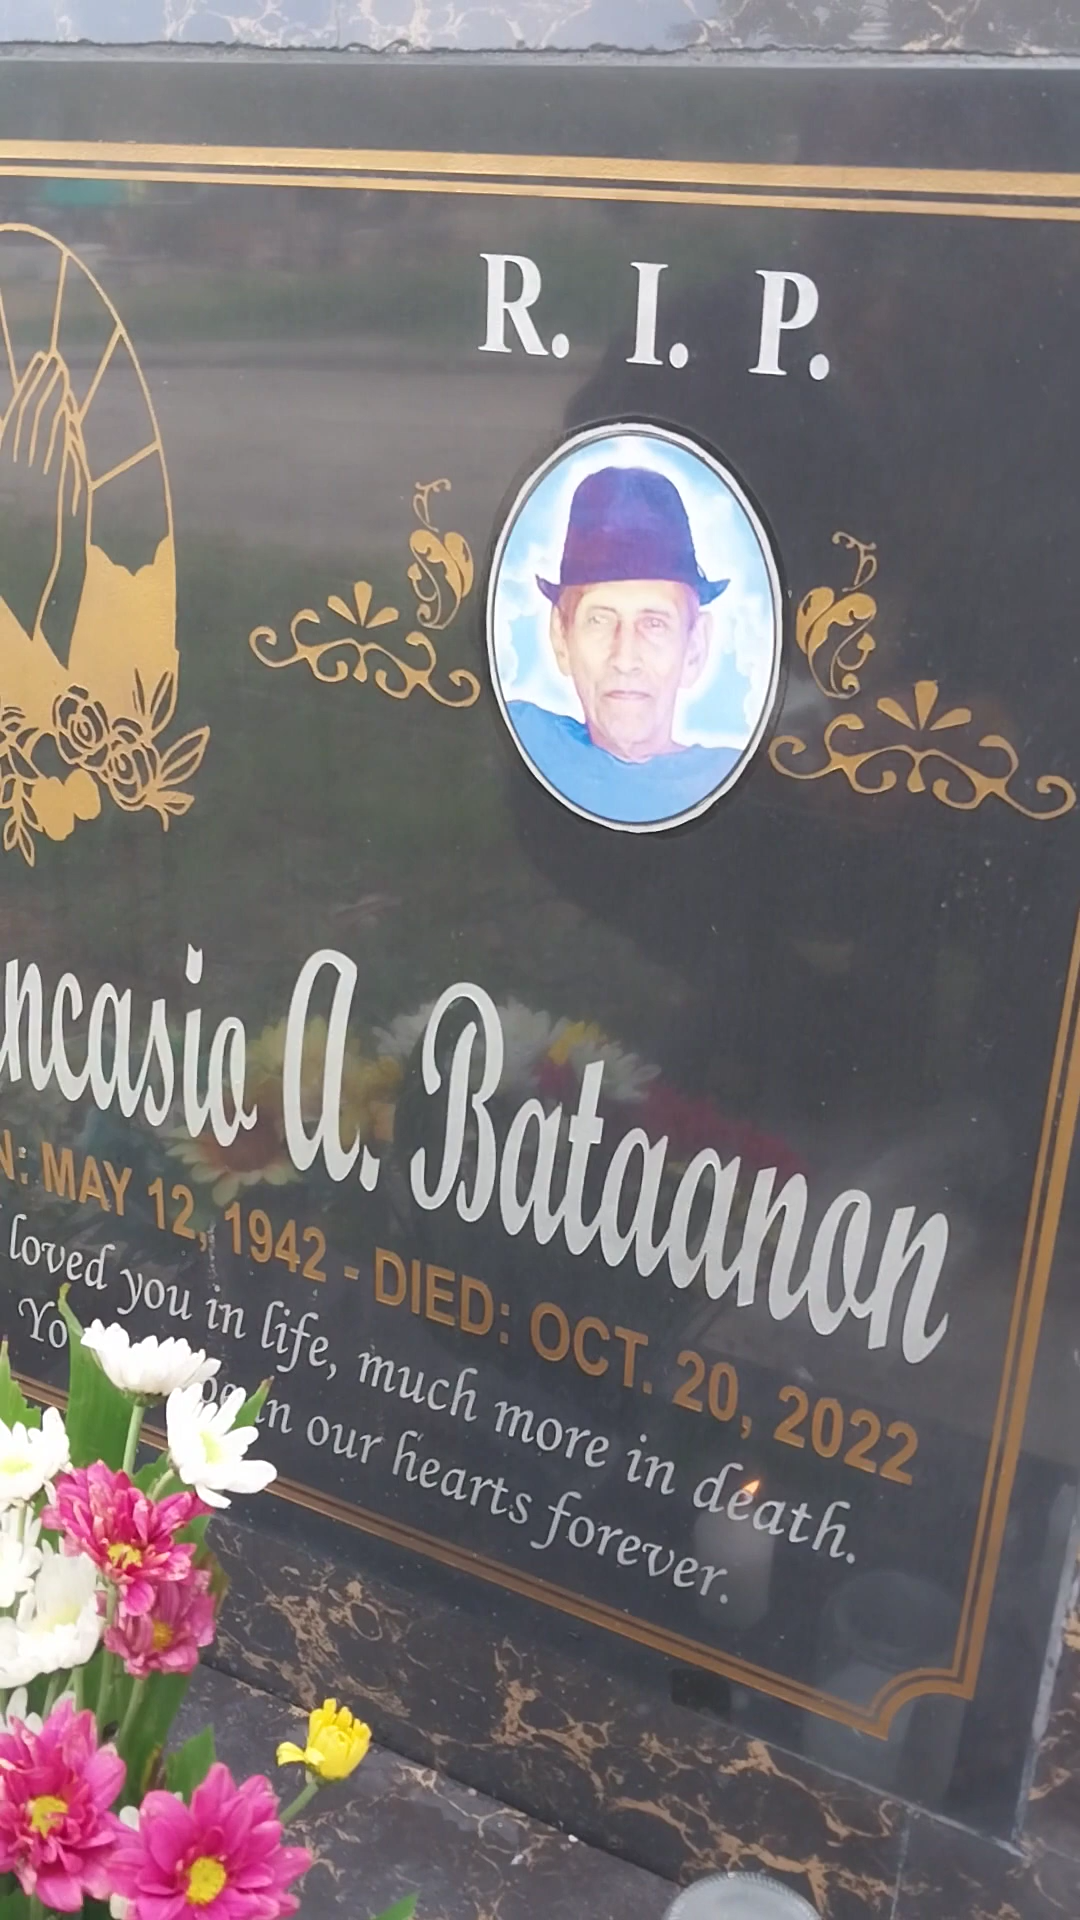 R. I. P.
ncasio A. Bataanon
N: MAY 12, 1942 - DIED: OCT. 20, 2022
loved you in life, much more in death.
in our hearts forever.